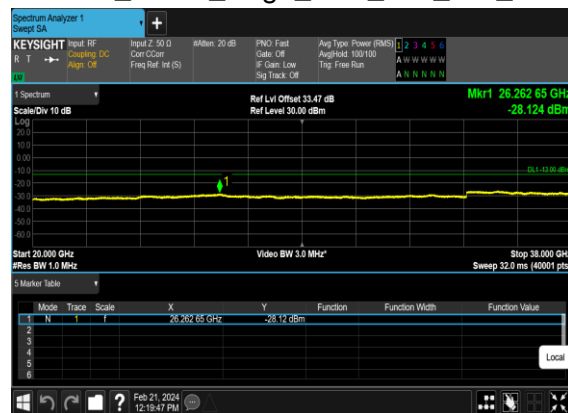 Spectrum Analyzer 1
Swept SA
KEYSIGHT Input: RF Input Z: 50 Ω #Atten: 20 dB PNO: Fast Avg Type: Power (RMS) 1 2 3 4 5 6
R T Coupling: DC Corr CCorr Gate: Off Avg|Hold: 100/100 A W W W W W
Align: Off Freq Ref: Int (S) IF Gain: Low Trig: Free Run
Sig Track: Off A N N N N N
1 Spectrum
Ref Lvl Offset 33.47 dB Mkr1 26.262 65 GHz
Scale/Div 10 dB Ref Level 30.00 dBm -28.124 dBm
Log
20.0
10.0
0.00
-10.0 DL1 -13.00 dBm
-20.0 1
-30.0
-40.0
-50.0
-60.0
Start 20.000 GHz Video BW 3.0 MHz* Stop 38.000 GHz
#Res BW 1.0 MHz Sweep 32.0 ms (40001 pts)
5 Marker Table
Mode Trace Scale X Y Function Function Width Function Value
1 N 1 f 26.262 65 GHz -28.12 dBm
2
3
4
5
6
Local
? Feb 21, 2024
12:19:47 PM